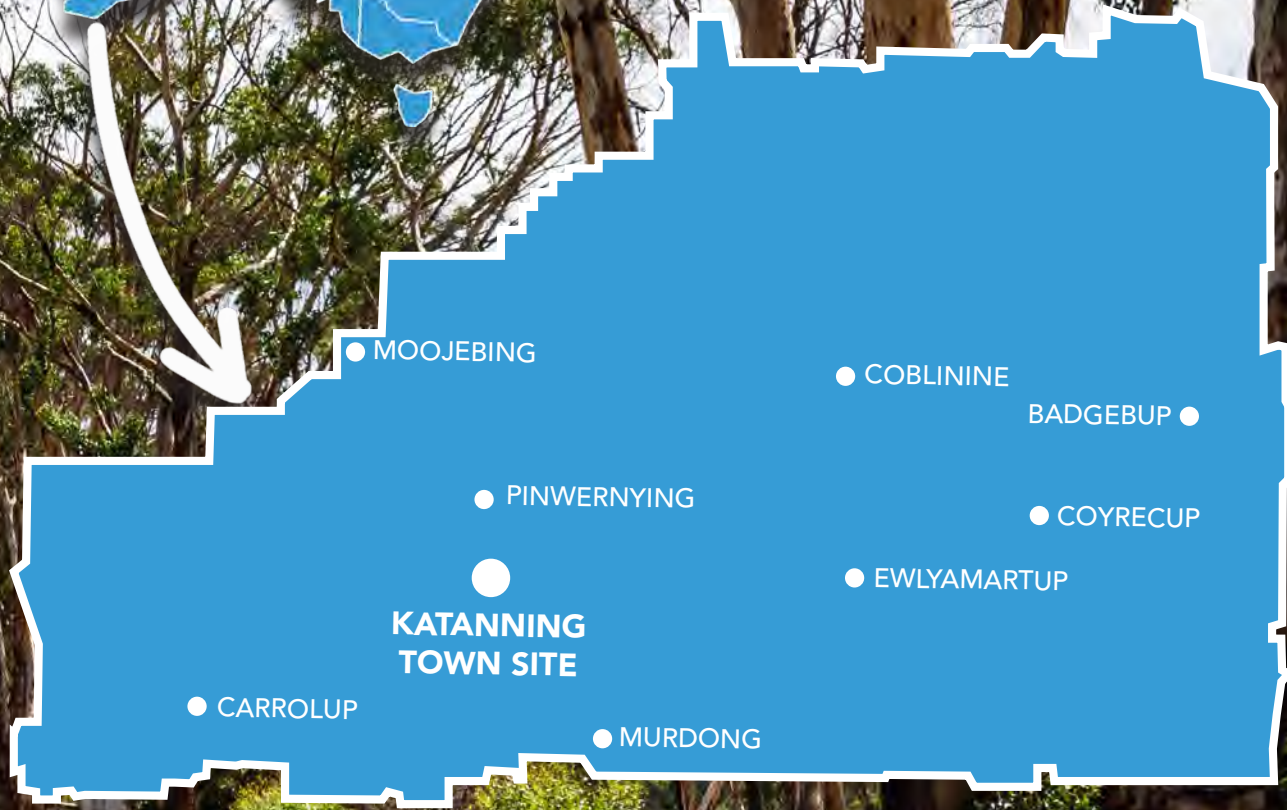 MOOJEBING
COBLININE
BADGEBUP
PINWERNYING
COYRECUP
EWLYAMARTUP
KATANNING
TOWN SITE
CARROLUP
MURDONG